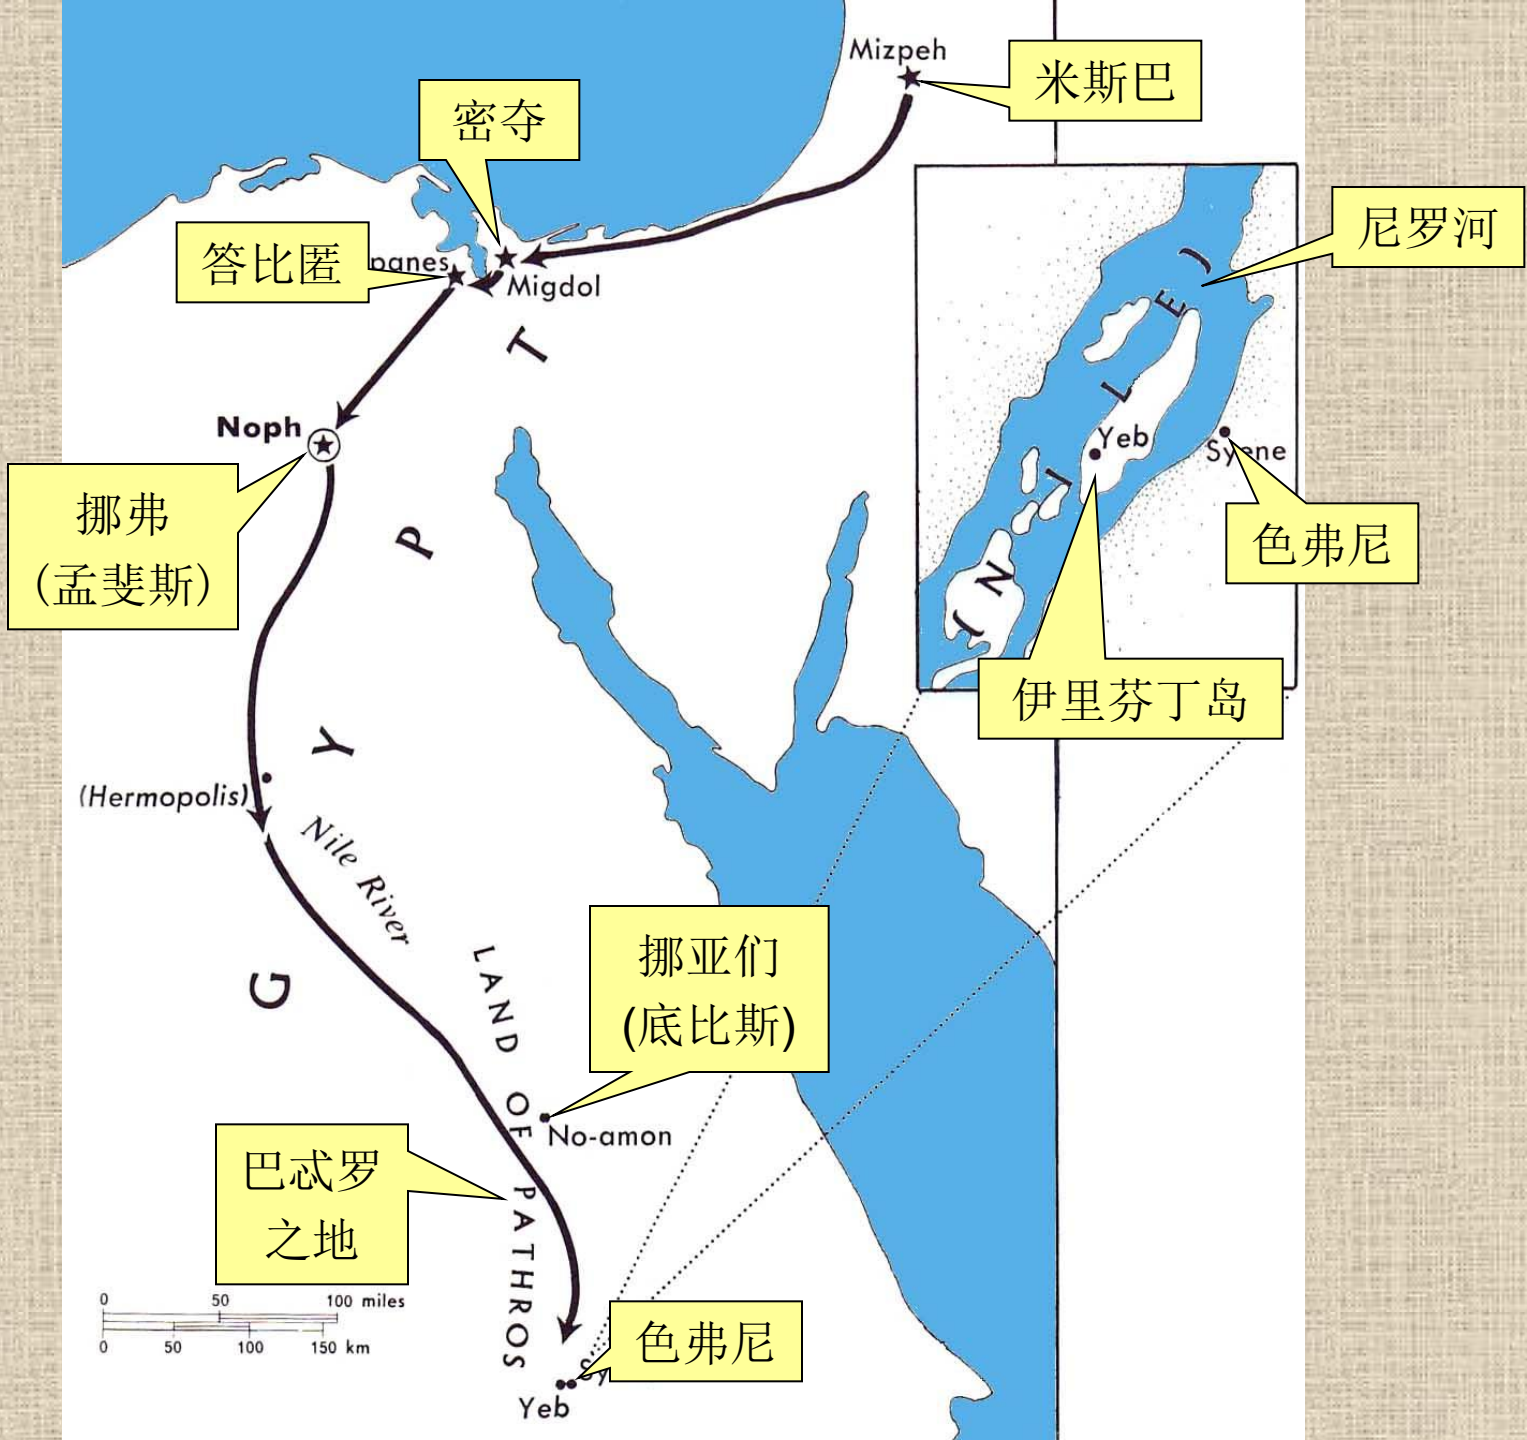 Mizpeh
米斯巴
密夺
答比匿
panes
Migdol
尼罗河
(NILE)
Yeb
Syene
色弗尼
伊里芬丁岛
Noph
挪弗
(孟斐斯)
EGYPT
(Hermopolis)
Nile River
LAND OF PATHROS
挪亚们
(底比斯)
No-amon
巴忒罗
之地
0 50 100 miles
0 50 100 150 km
色弗尼
Sy
Yeb